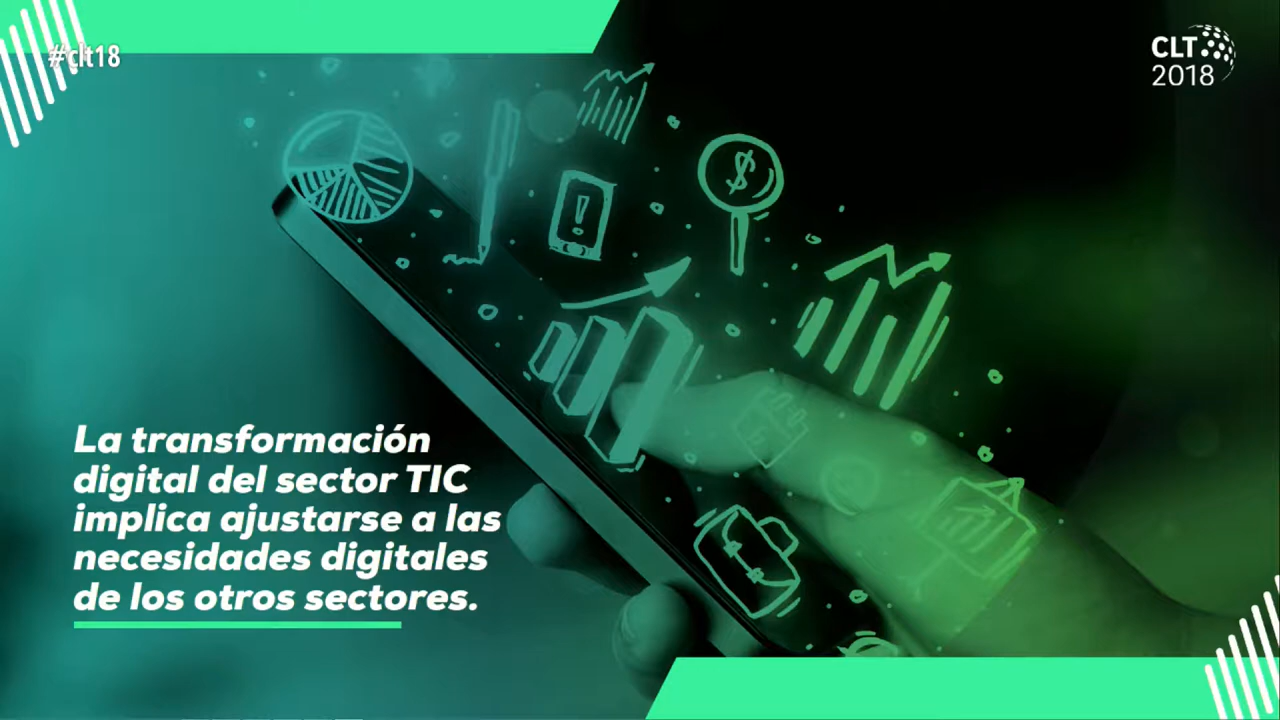 #clt18
CLT
2018
La transformación
digital del sector TIC
implica ajustarse a las
necesidades digitales
de los otros sectores.